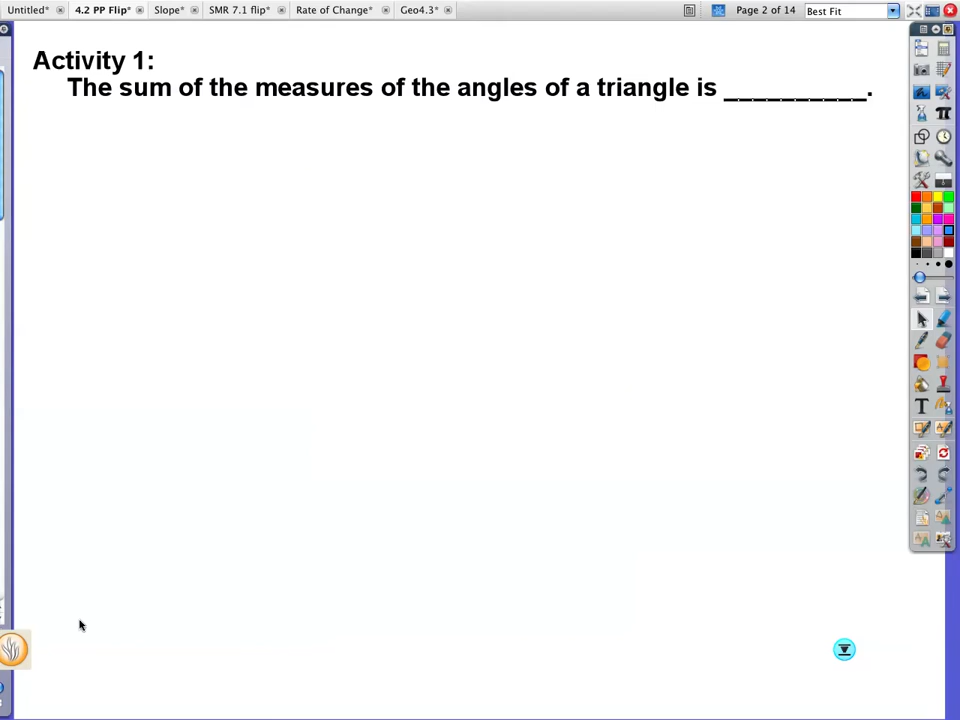 Untitled* 4.2 PP Flip* Slope* SMR 7.1 flip* Rate of Change* Geo4.3* Page 2 of 14 Best Fit
Activity 1:
The sum of the measures of the angles of a triangle is __________.